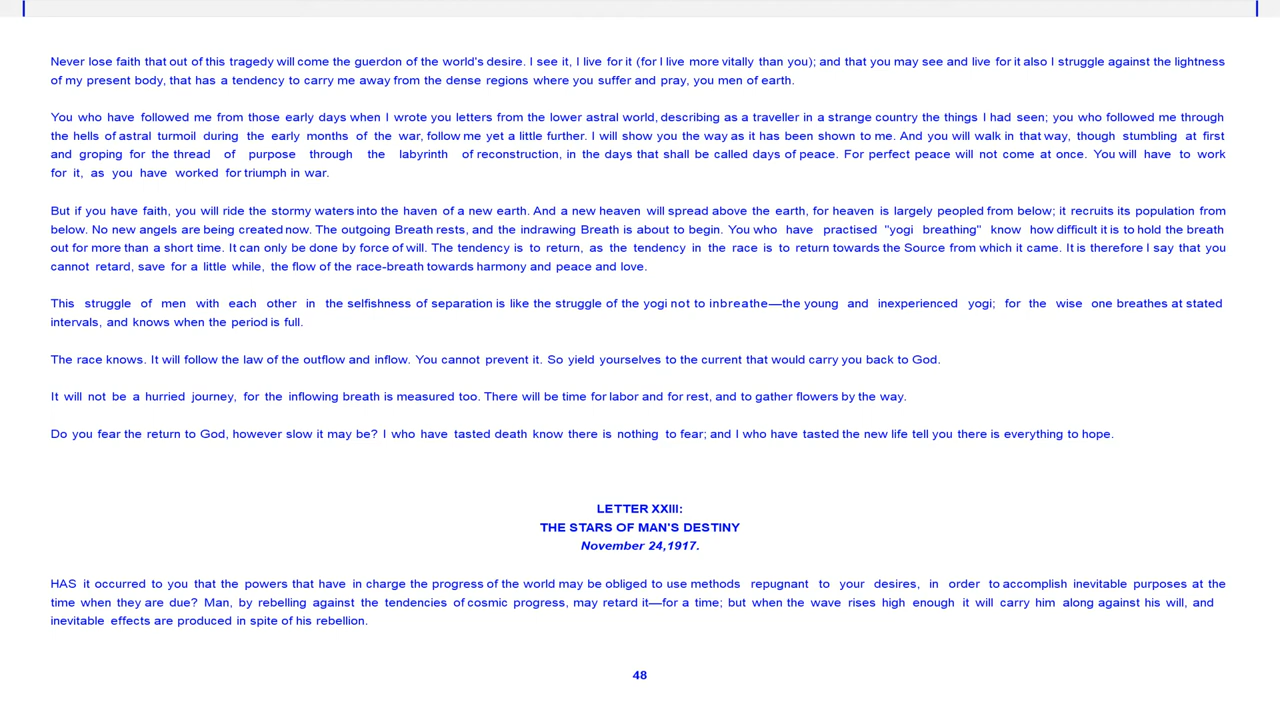 Never lose faith that out of this tragedy will come the guerdon of the world's desire. I see it, I live for it (for I live more vitally than you); and that you may see and live for it also I struggle against the lightness
of my present body, that has a tendency to carry me away from the dense regions where you suffer and pray, you men of earth.
You who have followed me from those early days when I wrote you letters from the lower astral world, describing as a traveller in a strange country the things I had seen; you who followed me through
the hells of astral turmoil during the early months of the war, follow me yet a little further. I will show you the way as it has been shown to me. And you will walk in that way, though stumbling at first
and groping for the thread of purpose through the labyrinth of reconstruction, in the days that shall be called days of peace. For perfect peace will not come at once. You will have to work
for it, as you have worked for triumph in war.
But if you have faith, you will ride the stormy waters into the haven of a new earth. And a new heaven will spread above the earth, for heaven is largely peopled from below; it recruits its population from
below. No new angels are being created now. The outgoing Breath rests, and the indrawing Breath is about to begin. You who have practised "yogi breathing" know how difficult it is to hold the breath
out for more than a short time. It can only be done by force of will. The tendency is to return, as the tendency in the race is to return towards the Source from which it came. It is therefore I say that you
cannot retard, save for a little while, the flow of the race-breath towards harmony and peace and love.
This struggle of men with each other in the selfishness of separation is like the struggle of the yogi not to inbreathe—the young and inexperienced yogi; for the wise one breathes at stated
intervals, and knows when the period is full.
The race knows. It will follow the law of the outflow and inflow. You cannot prevent it. So yield yourselves to the current that would carry you back to God.
It will not be a hurried journey, for the inflowing breath is measured too. There will be time for labor and for rest, and to gather flowers by the way.
Do you fear the return to God, however slow it may be? I who have tasted death know there is nothing to fear; and I who have tasted the new life tell you there is everything to hope.
LETTER XXIII:
THE STARS OF MAN'S DESTINY
November 24,1917.
HAS it occurred to you that the powers that have in charge the progress of the world may be obliged to use methods repugnant to your desires, in order to accomplish inevitable purposes at the
time when they are due? Man, by rebelling against the tendencies of cosmic progress, may retard it—for a time; but when the wave rises high enough it will carry him along against his will, and
inevitable effects are produced in spite of his rebellion.
48